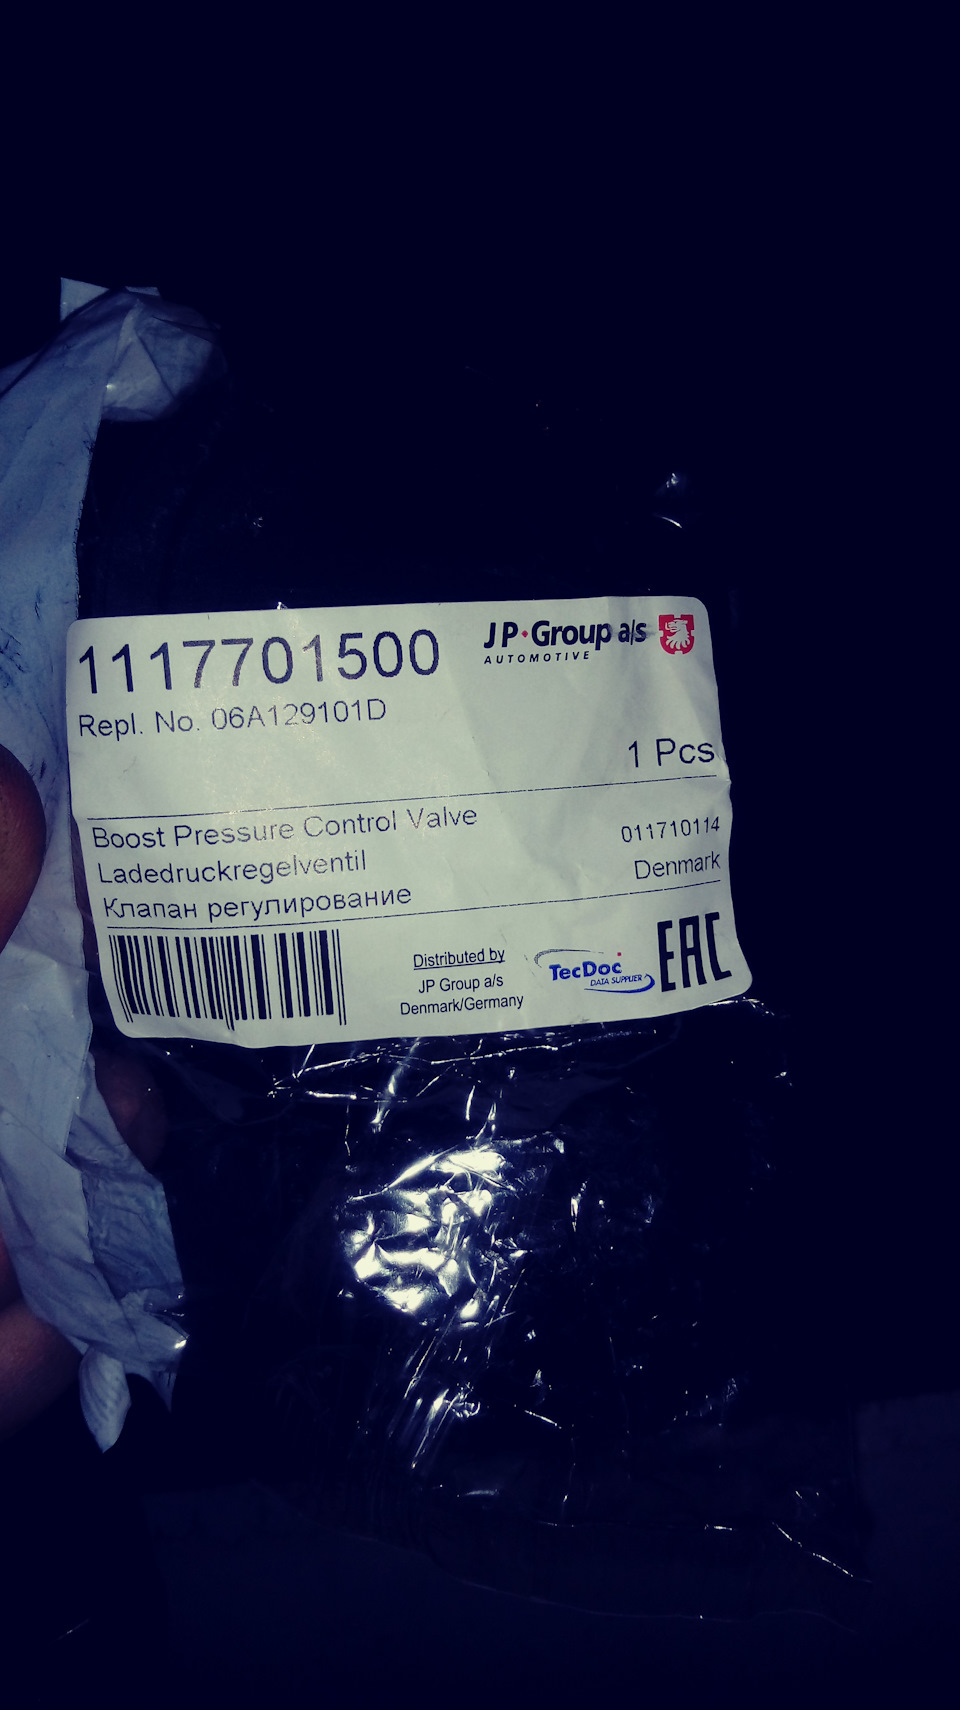 1117701500
JP·Group a/s
AUTOMOTIVE
Repl. No. 06A129101D
1 Pcs
Boost Pressure Control Valve
Ladedruckregelventil
Клапан регулирование
011710114
Denmark
Distributed by
JP Group a/s
Denmark/Germany
TecDoc
DATA SUPPLIER
EAC